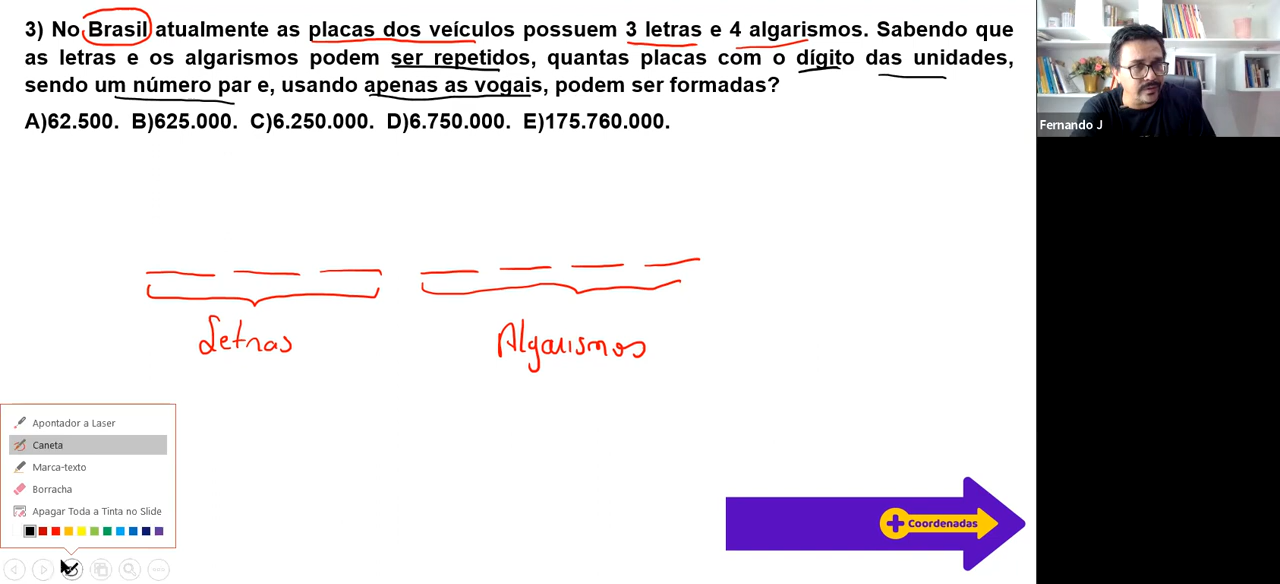 3) No Brasil atualmente as placas dos veículos possuem 3 letras e 4 algarismos. Sabendo que
as letras e os algarismos podem ser repetidos, quantas placas com o dígito das unidades,
sendo um número par e, usando apenas as vogais, podem ser formadas?
A)62.500. B)625.000. C)6.250.000. D)6.750.000. E)175.760.000.
Fernando J
Letras
Algarismos
Apontador a Laser
Caneta
Marca-texto
Borracha
Apagar Toda a Tinta no Slide
+ Coordenadas